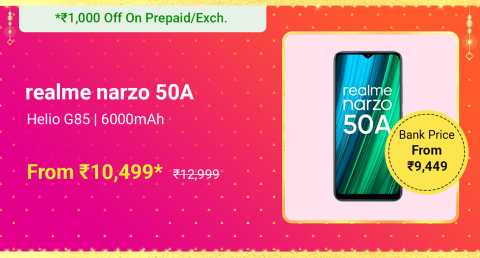 *₹1,000 Off On Prepaid/Exch.
realme narzo 50A
Helio G85 | 6000mAh
From ₹10,499* ₹12,999
realme
narzo
50A
Bank Price
From
₹9,449